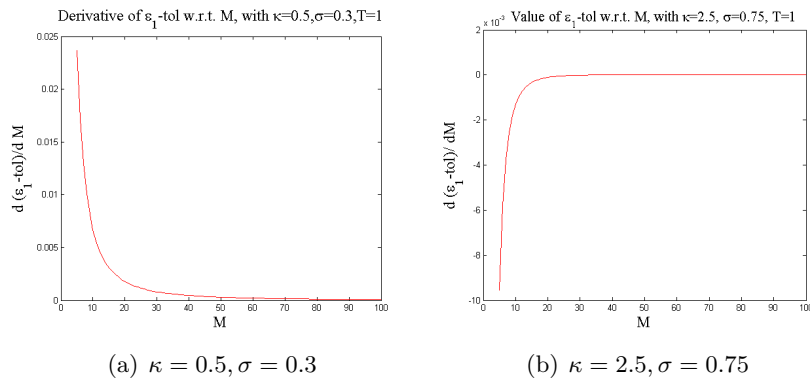 Derivative of ε₁-tol w.r.t. M, with κ=0.5,σ=0.3,T=1
0.025
0.02
0.015
0.01
0.005
0
0 10 20 30 40 50 60 70 80 90 100
d (ε₁-tol)/d M
M
(a) κ = 0.5, σ = 0.3
×10⁻³ Value of ε₁-tol w.r.t. M, with κ=2.5, σ=0.75, T=1
2
0
-2
-4
-6
-8
-10
0 10 20 30 40 50 60 70 80 90 100
d (ε₁-tol)/ dM
M
(b) κ = 2.5, σ = 0.75